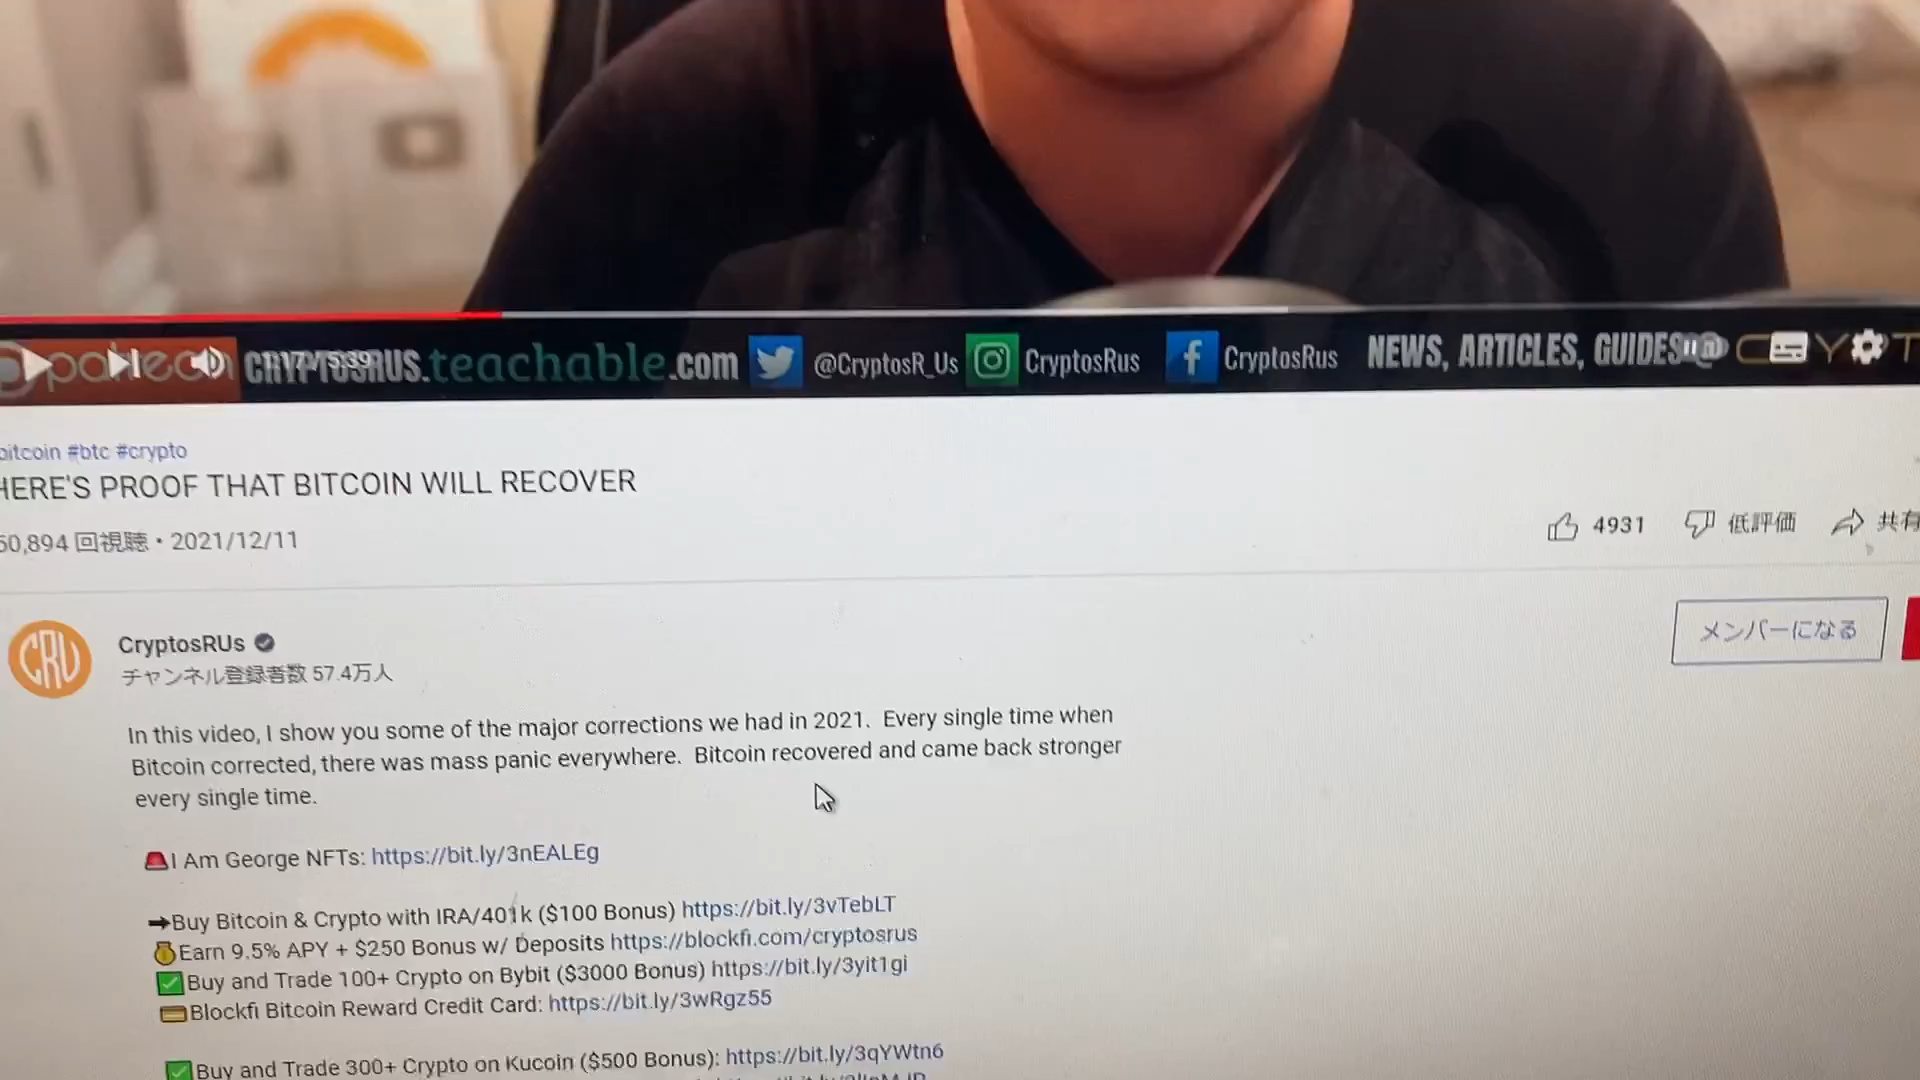 CRYPTOSRUS.teachable.com @CryptosR_Us CryptosRus CryptosRus NEWS, ARTICLES, GUIDES
#btc #crypto
HERE'S PROOF THAT BITCOIN WILL RECOVER
回視聴・2021/12/11
4931 低評価 共有
CRU
CryptosRUs
チャンネル登録者数 57.4万人
メンバーになる
In this video, I show you some of the major corrections we had in 2021. Every single time when
Bitcoin corrected, there was mass panic everywhere. Bitcoin recovered and came back stronger
every single time.
I Am George NFTs: https://bit.ly/3nEALEg
Buy Bitcoin & Crypto with IRA/401k ($100 Bonus) https://bit.ly/3vTebLT
Earn 9.5% APY + $250 Bonus w/ Deposits https://blockfi.com/cryptosrus
Buy and Trade 100+ Crypto on Bybit ($3000 Bonus) https://bit.ly/3yit1gi
Blockfi Bitcoin Reward Credit Card: https://bit.ly/3wRgz55
Buy and Trade 300+ Crypto on Kucoin ($500 Bonus): https://bit.ly/3qYWtn6